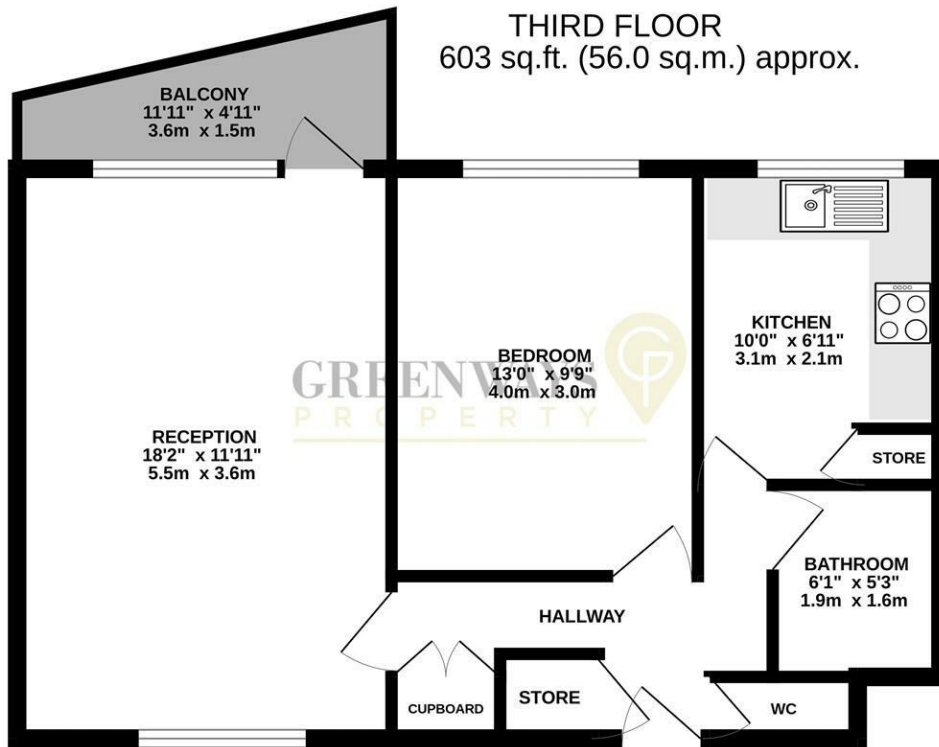 THIRD FLOOR
603 sq.ft. (56.0 sq.m.) approx.
BALCONY
11'11" x 4'11"
3.6m x 1.5m
KITCHEN
10'0" x 6'11"
3.1m x 2.1m
BEDROOM
13'0" x 9'9"
4.0m x 3.0m
GREENWAYS
PROPERTY
RECEPTION
18'2" x 11'11"
5.5m x 3.6m
STORE
BATHROOM
6'1" x 5'3"
1.9m x 1.6m
HALLWAY
CUPBOARD
STORE
WC